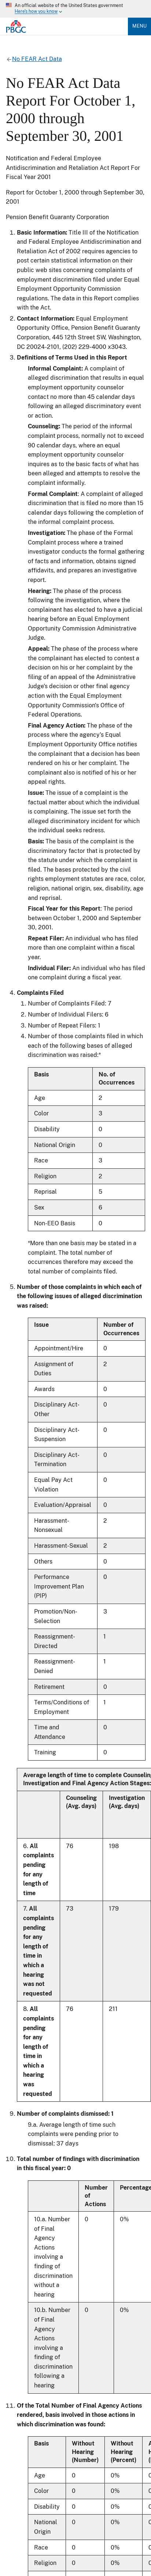 An official website of the United States government
Here's how you know
PBGC
MENU
No FEAR Act Data
No FEAR Act Data
Report For October 1,
2000 through
September 30, 2001
Notification and Federal Employee
Antidiscrimination and Retaliation Act Report For
Fiscal Year 2001
Report for October 1, 2000 through September 30,
2001
Pension Benefit Guaranty Corporation
1. Basic Information: Title III of the Notification
and Federal Employee Antidiscrimination and
Retaliation Act of 2002 requires agencies to
post certain statistical information on their
public web sites concerning complaints of
employment discrimination filed under Equal
Employment Opportunity Commission
regulations. The data in this Report complies
with the Act.
2. Contact Information: Equal Employment
Opportunity Office, Pension Benefit Guaranty
Corporation, 445 12th Street SW, Washington,
DC 20024-2101, (202) 229-4000 x3043.
3. Definitions of Terms Used in this Report
Informal Complaint: A complaint of
alleged discrimination that results in equal
employment opportunity counselor
contact no more than 45 calendar days
following the alleged discriminatory event
or action.
Counseling: The period of the informal
complaint process, normally not to exceed
90 calendar days, where an equal
employment opportunity counselor
inquires as to the basic facts of what has
been alleged and attempts to resolve the
complaint informally.
Formal Complaint: A complaint of alleged
discrimination that is filed no more than 15
calendar days following the completion of
of the informal complaint process.
Investigation: The phase of the Formal
Complaint process where a trained
investigator conducts the formal gathering
of facts and information, obtains signed
affidavits, and prepares an investigative
report.
Hearing: The phase of the process
following the investigation, where the
complainant has elected to have a judicial
hearing before an Equal Employment
Opportunity Commission Administrative
Judge.
Appeal: The phase of the process where
the complainant has elected to contest a
decision on his or her complaint by the
filing of an appeal of the Administrative
Judge's decision or other final agency
action with the Equal Employment
Opportunity Commission's Office of
Federal Operations.
Final Agency Action: The phase of the
process where the agency's Equal
Employment Opportunity Office notifies
the complainant that a decision has been
rendered on his or her complaint. The
complainant also is notified of his or her
appeal rights.
Issue: The issue of a complaint is the
factual matter about which the individual
is complaining. The issue set forth the
alleged discriminatory incident for which
the individual seeks redress.
Basis: The basis of the complaint is the
discriminatory factor that is protected by
the statute under which the complaint is
filed. The bases protected by the civil
rights employment statutes are race, color,
religion, national origin, sex, disability, age
and reprisal.
Fiscal Year for this Report: The period
between October 1, 2000 and September
30, 2001.
Repeat Filer: An individual who has filed
more than one complaint within a fiscal
year.
Individual Filer: An individual who has filed
one complaint during a fiscal year.
4. Complaints Filed
1. Number of Complaints Filed: 7
2. Number of Individual Filers: 6
3. Number of Repeat Filers: 1
4. Number of those complaints filed in which
each of the following bases of alleged
discrimination was raised:*
Basis No. of
Occurrences
Age 2
Color 3
Disability 0
National Origin 0
Race 3
Religion 2
Reprisal 5
Sex 6
Non-EEO Basis 0
*More than one basis may be stated in a
complaint. The total number of
occurrences therefore may exceed the
total number of complaints filed.
5. Number of those complaints in which each of
the following issues of alleged discrimination
was raised:
Issue Number of
Occurrences
Appointment/Hire 0
Assignment of 2
Duties
Awards 0
Disciplinary Act- 0
Other
Disciplinary Act- 0
Suspension
Disciplinary Act- 0
Termination
Equal Pay Act 0
Violation
Evaluation/Appraisal 0
Harassment- 2
Nonsexual
Harassment-Sexual 2
Others 0
Performance 0
Improvement Plan
(PIP)
Promotion/Non- 3
Selection
Reassignment- 1
Directed
Reassignment- 1
Denied
Retirement 0
Terms/Conditions of 1
Employment
Time and 0
Attendance
Training 0
Average length of time to complete Counseling
Investigation and Final Agency Action Stages:
Counseling Investigation
(Avg. days) (Avg. days)
6. All 76 198
complaints
pending
for any
length of
time
7. All 73 179
complaints
pending
for any
length of
time in
which a
hearing
was not
requested
8. All 76 211
complaints
pending
for any
length of
time in
which a
hearing
was
requested
9. Number of complaints dismissed: 1
9.a. Average length of time such
complaints were pending prior to
dismissal: 37 days
10. Total number of findings with discrimination
in this fiscal year: 0
Number Percentage
of
Actions
10.a. Number 0 0%
of Final
Agency
Actions
involving a
finding of
discrimination
without a
hearing
10.b. Number 0 0%
of Final
Agency
Actions
involving a
finding of
discrimination
following a
hearing
11. Of the Total Number of Final Agency Actions
rendered, basis involved in those actions in
which discrimination was found:
Basis Without Without
Hearing Hearing
(Number) (Percent)
Age 0 0%
Color 0 0%
Disability 0 0%
National 0 0%
Origin
Race 0 0%
Religion 0 0%